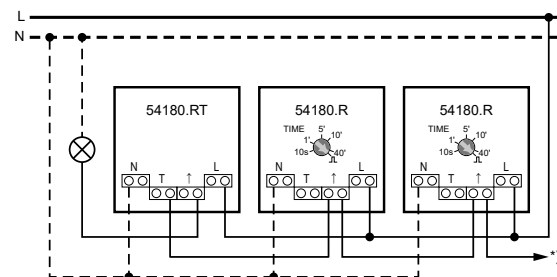 L
N
54180.RT
N T ↑ L
54180.R
TIME 5'
1' 10'
10s 40'
N T ↑ L
54180.R
TIME 5'
1' 10'
10s 40'
N T ↑ L
*)